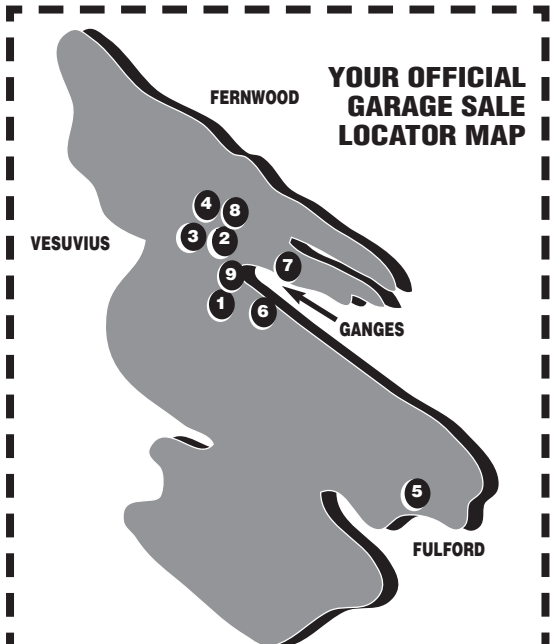 YOUR OFFICIAL
GARAGE SALE
LOCATOR MAP
FERNWOOD
VESUVIUS
4
8
3
2
7
9
1
6
GANGES
5
FULFORD